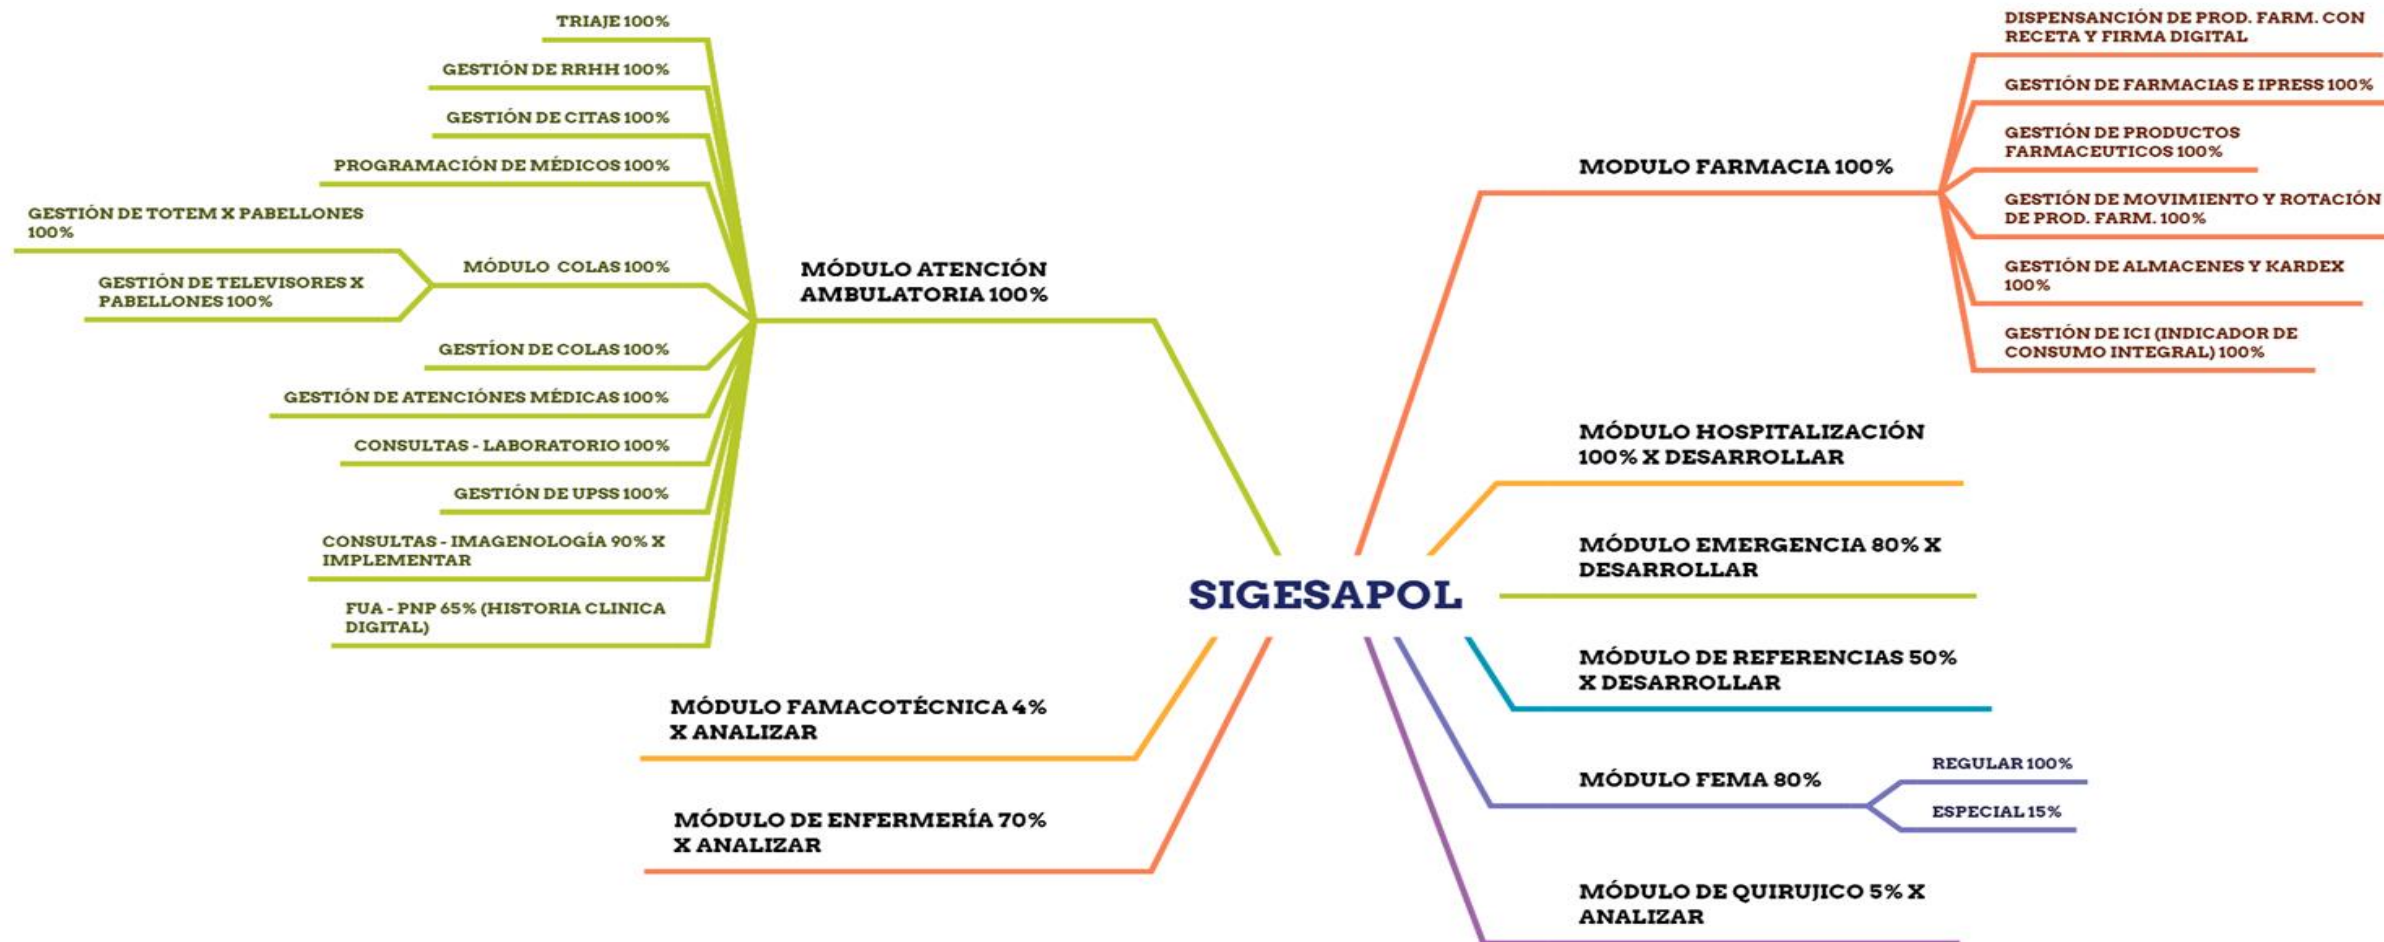 TRIAJE 100%
GESTIÓN DE RRHH 100%
GESTIÓN DE CITAS 100%
PROGRAMACIÓN DE MÉDICOS 100%
GESTIÓN DE TOTEM X PABELLONES
100%
GESTIÓN DE TELEVISORES X
PABELLONES 100%
MÓDULO COLAS 100%
GESTÍON DE COLAS 100%
GESTIÓN DE ATENCIÓNES MÉDICAS 100%
CONSULTAS - LABORATORIO 100%
GESTIÓN DE UPSS 100%
CONSULTAS - IMAGENOLOGÍA 90% X
IMPLEMENTAR
FUA - PNP 65% (HISTORIA CLINICA
DIGITAL)
MÓDULO ATENCIÓN
AMBULATORIA 100%
MÓDULO FAMACOTÉCNICA 4%
X ANALIZAR
MÓDULO DE ENFERMERÍA 70%
X ANALIZAR
SIGESAPOL
MODULO FARMACIA 100%
DISPENSANCIÓN DE PROD. FARM. CON
RECETA Y FIRMA DIGITAL
GESTIÓN DE FARMACIAS E IPRESS 100%
GESTIÓN DE PRODUCTOS
FARMACEUTICOS 100%
GESTIÓN DE MOVIMIENTO Y ROTACIÓN
DE PROD. FARM. 100%
GESTIÓN DE ALMACENES Y KARDEX
100%
GESTIÓN DE ICI (INDICADOR DE
CONSUMO INTEGRAL) 100%
MÓDULO HOSPITALIZACIÓN
100% X DESARROLLAR
MÓDULO EMERGENCIA 80% X
DESARROLLAR
MÓDULO DE REFERENCIAS 50%
X DESARROLLAR
MÓDULO FEMA 80%
REGULAR 100%
ESPECIAL 15%
MÓDULO DE QUIRUJICO 5% X
ANALIZAR